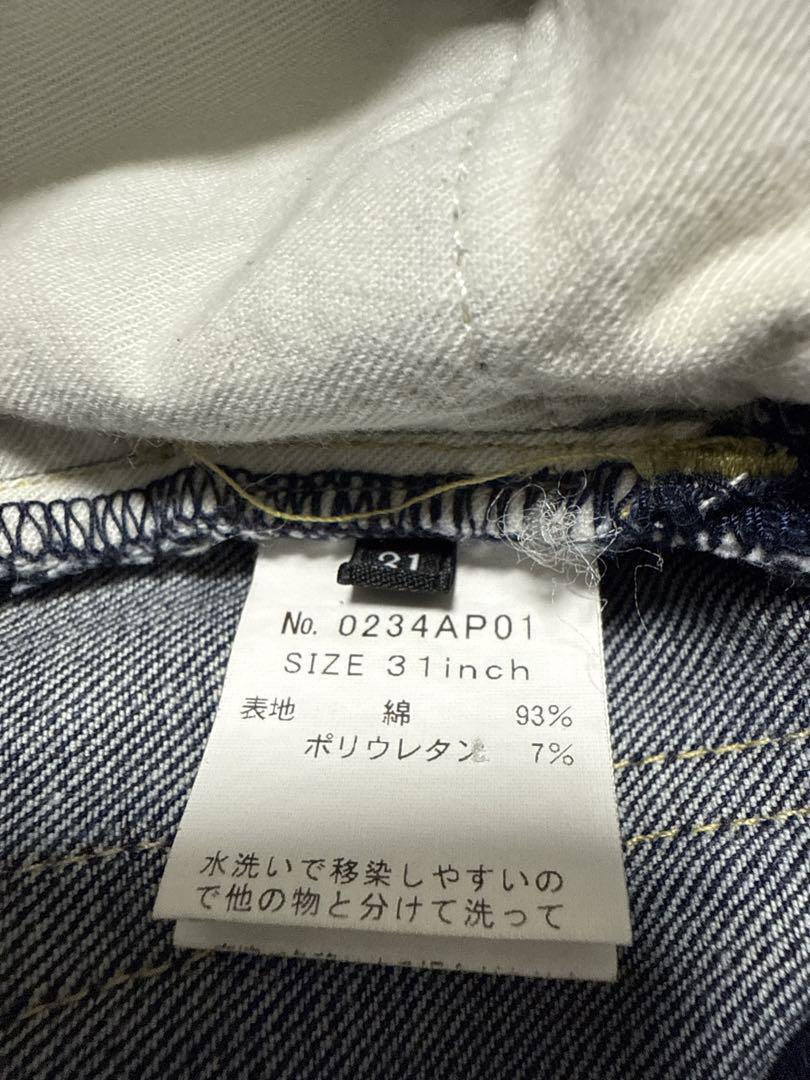 31
No. 0234AP01
SIZE 31inch
表地 綿 93%
ポリウレタン 7%
水洗いで移染しやすいの
で他の物と分けて洗って